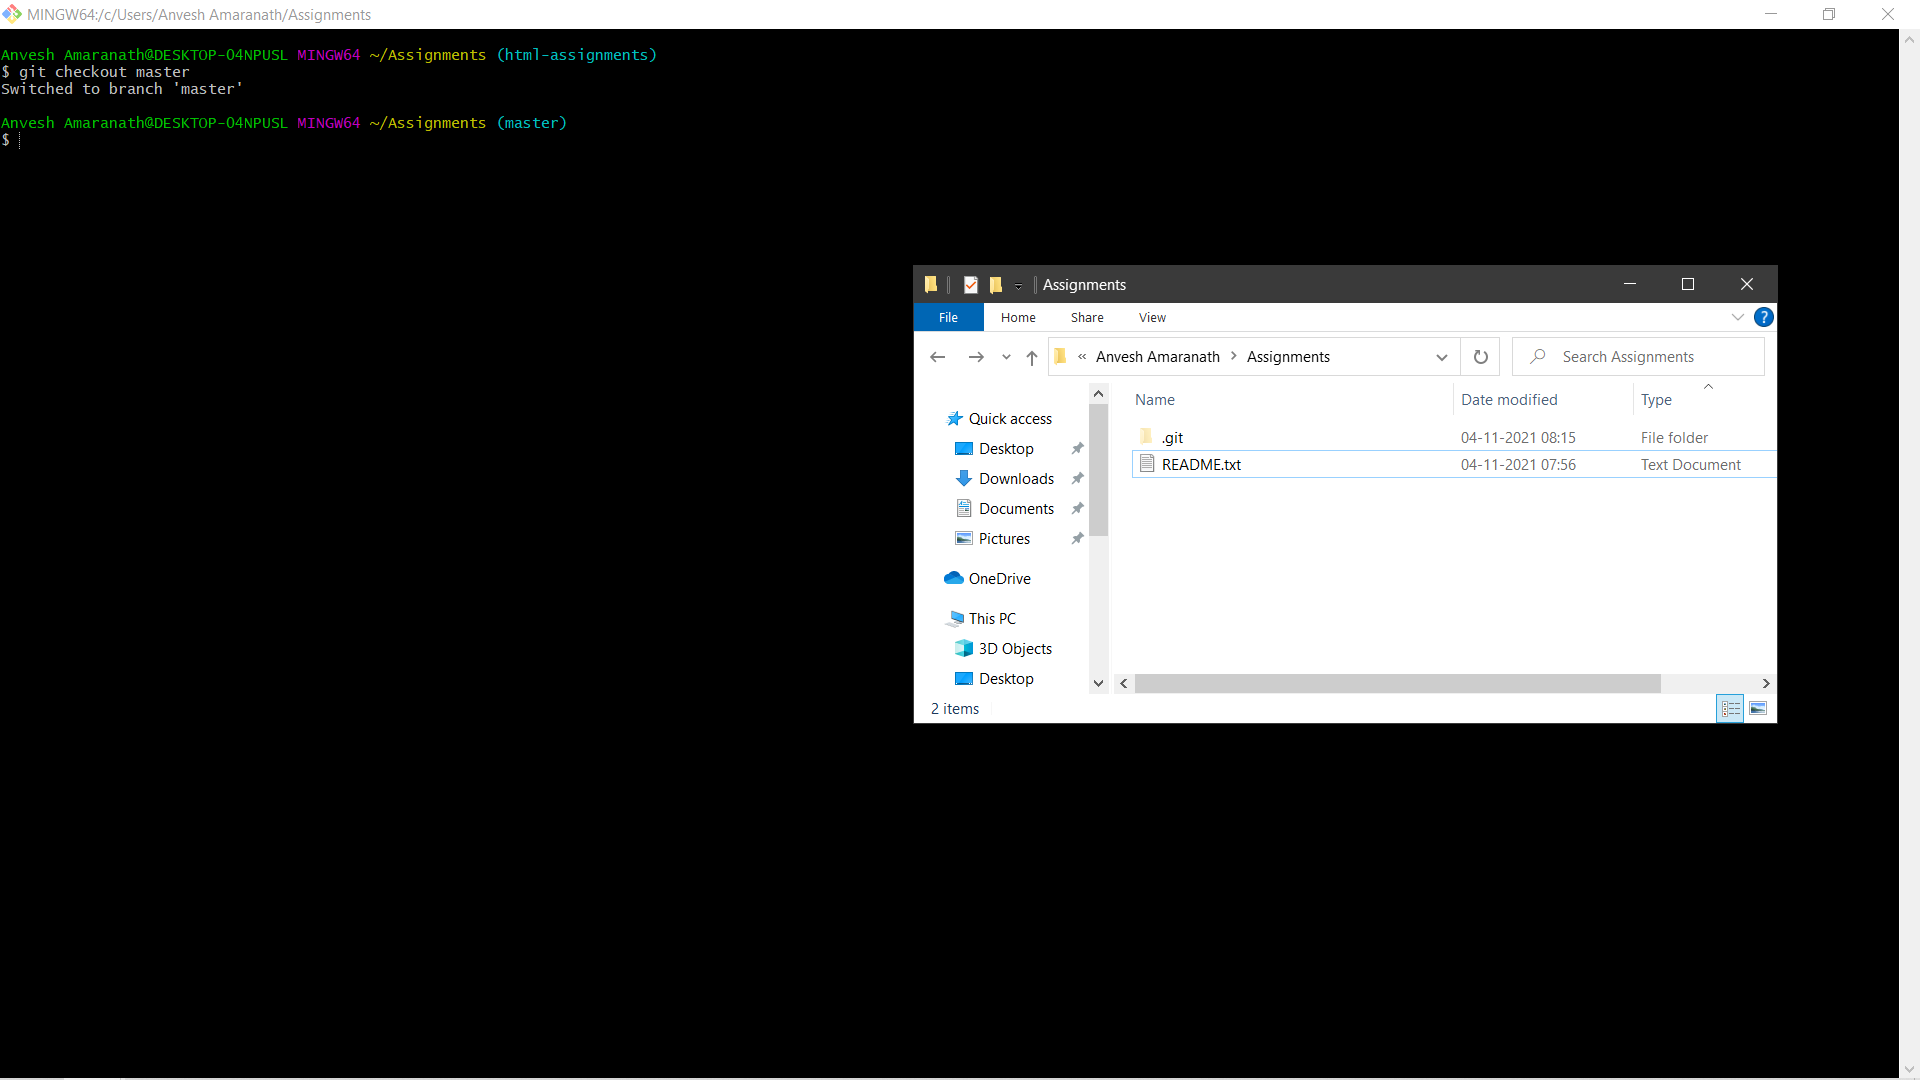 MINGW64:/c/Users/Anvesh Amaranath/Assignments
Anvesh Amaranath@DESKTOP-O4NPUSL MINGW64 ~/Assignments (html-assignments)
$ git checkout master
Switched to branch 'master'
Anvesh Amaranath@DESKTOP-O4NPUSL MINGW64 ~/Assignments (master)
$
Assignments
File Home Share View ?
« Anvesh Amaranath > Assignments Search Assignments
Name Date modified Type
Quick access
Desktop
Downloads
Documents
Pictures
OneDrive
This PC
3D Objects
Desktop
.git 04-11-2021 08:15 File folder
README.txt 04-11-2021 07:56 Text Document
2 items